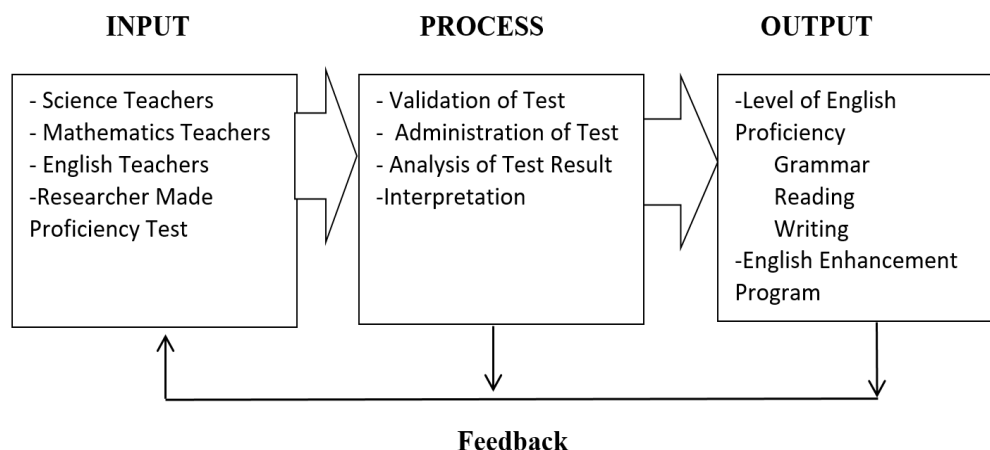 INPUT
PROCESS
OUTPUT
- Science Teachers
- Mathematics Teachers
- English Teachers
-Researcher Made
Proficiency Test
- Validation of Test
- Administration of Test
- Analysis of Test Result
-Interpretation
-Level of English
Proficiency
Grammar
Reading
Writing
-English Enhancement
Program
Feedback